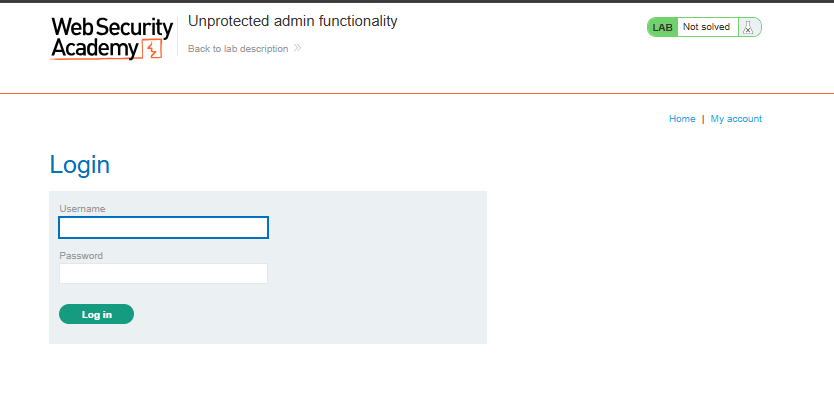 Web Security
Academy
Unprotected admin functionality
Back to lab description
LAB Not solved
Home | My account
Login
Username
Password
Log in